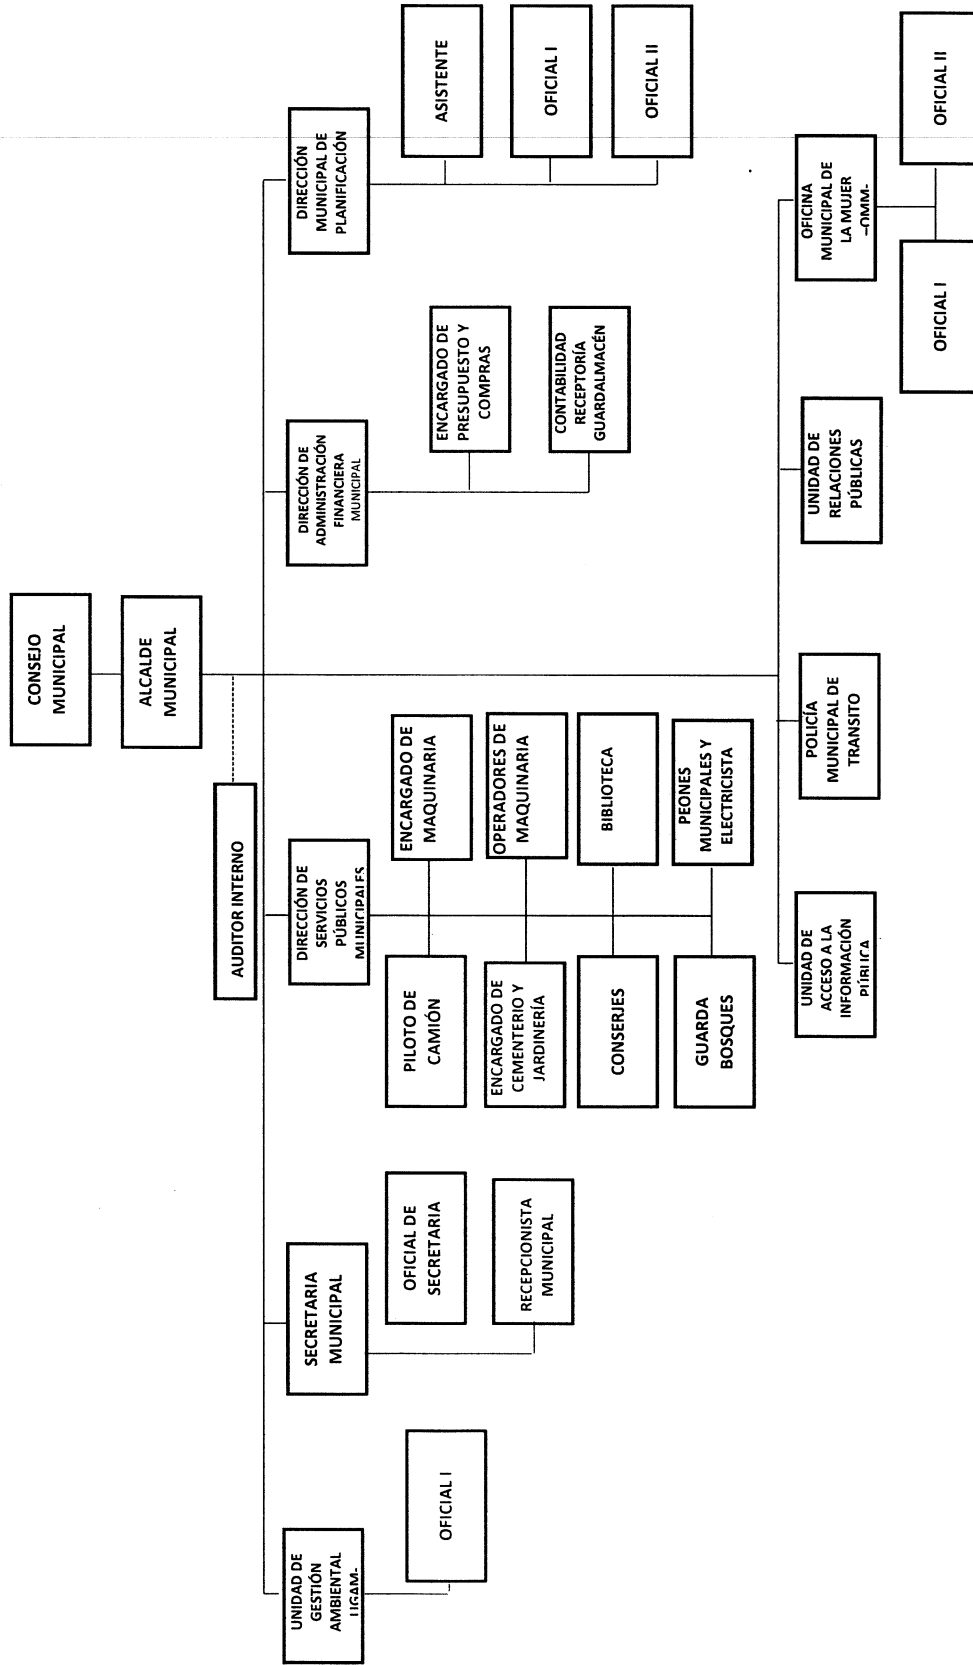 CONSEJO
MUNICIPAL
ALCALDE
MUNICIPAL
AUDITOR INTERNO
UNIDAD DE
GESTIÓN
AMBIENTAL
UGAM-
OFICIAL I
SECRETARIA
MUNICIPAL
OFICIAL DE
SECRETARIA
RECEPCIONISTA
MUNICIPAL
DIRECCIÓN DE
SERVICIOS
PÚBLICOS
MUNICIPALES
PILOTO DE
CAMIÓN
ENCARGADO DE
MAQUINARIA
ENCARGADO DE
CEMENTERIO Y
JARDINERÍA
OPERADORES DE
MAQUINARIA
CONSERJES
BIBLIOTECA
GUARDA
BOSQUES
PEONES
MUNICIPALES Y
ELECTRICISTA
DIRECCIÓN DE
ADMINISTRACIÓN
FINANCIERA
MUNICIPAL
ENCARGADO DE
PRESUPUESTO Y
COMPRAS
CONTABILIDAD
RECEPTORÍA
GUARDALMACÉN
DIRECCIÓN
MUNICIPAL DE
PLANIFICACIÓN
ASISTENTE
OFICIAL I
OFICIAL II
UNIDAD DE
ACCESO A LA
INFORMACIÓN
PÚBLICA
POLICÍA
MUNICIPAL DE
TRANSITO
UNIDAD DE
RELACIONES
PÚBLICAS
OFICINA
MUNICIPAL DE
LA MUJER
–OMM-
OFICIAL I
OFICIAL II